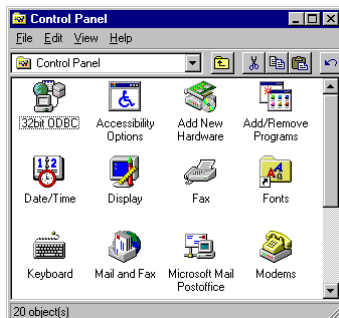 Control Panel
File Edit View Help
Control Panel
32bit ODBC
Accessibility
Options
Add New
Hardware
Add/Remove
Programs
Date/Time
Display
Fax
Fonts
Keyboard
Mail and Fax
Microsoft Mail
Postoffice
Modems
20 object(s)